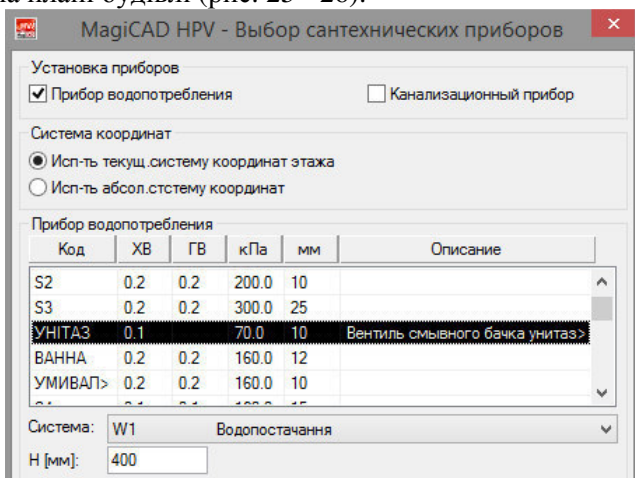 на плані будівлі (рис. 25 - 26).
MagiCAD HPV - Выбор сантехнических приборов
Установка приборов
Прибор водопотребления Канализационный прибор
Система координат
Исп-ть текущ.систему координат этажа
Исп-ть абсол.стстему координат
Прибор водопотребления
Код ХВ ГВ кПа мм Описание
S2 0.2 0.2 200.0 10
S3 0.2 0.2 300.0 25
УНІТАЗ 0.1 70.0 10 Вентиль смывного бачка унитаз>
ВАННА 0.2 0.2 160.0 12
УМИВАЛ> 0.2 0.2 160.0 10
Система: W1 Водопостачання
H [мм]: 400